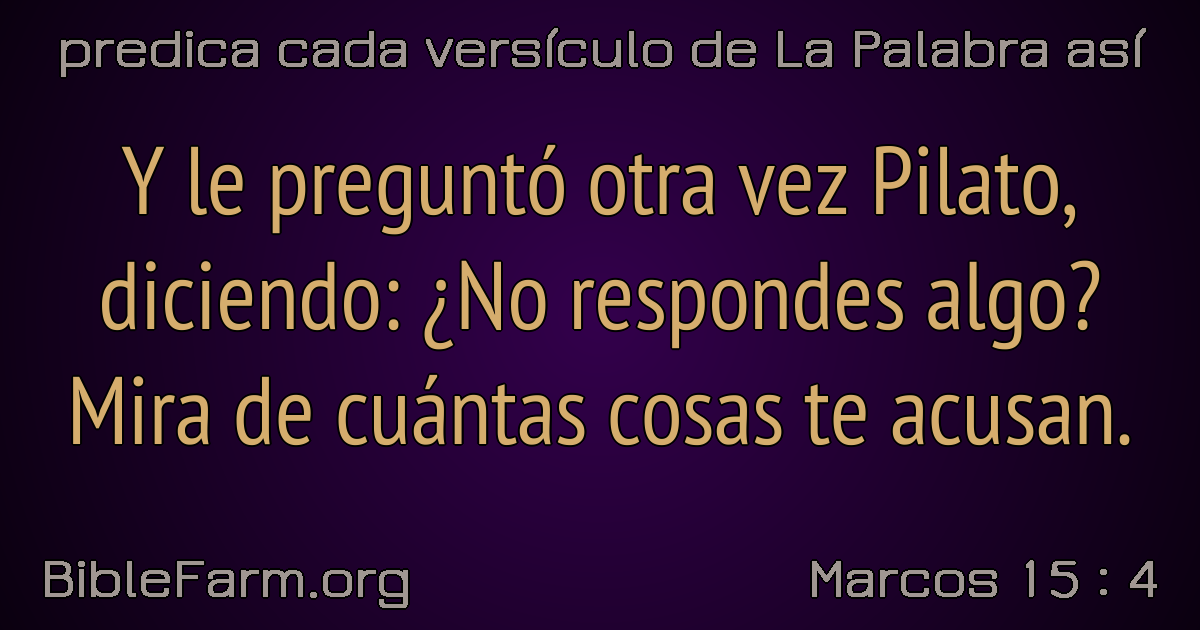 predica cada versículo de La Palabra así
Y le preguntó otra vez Pilato,
diciendo: ¿No respondes algo?
Mira de cuántas cosas te acusan.
BibleFarm.org
Marcos 15 : 4